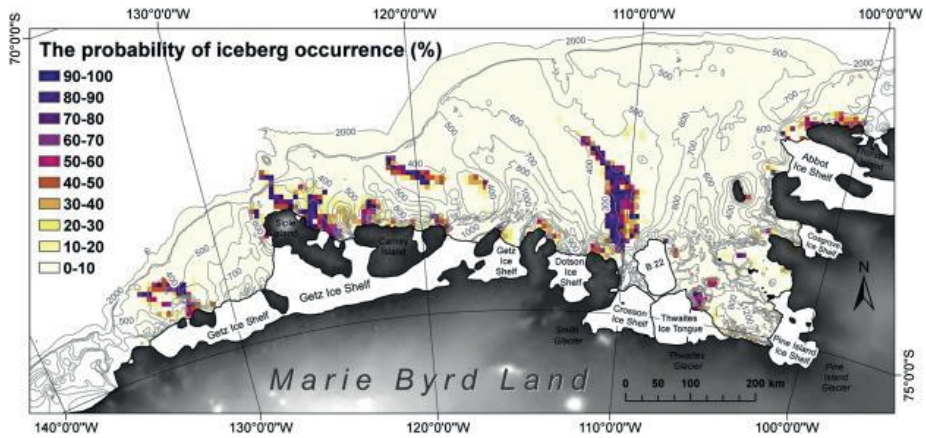 130°0'0"W
120°0'0"W
110°0'0"W
100°0'0"W
70°0'0"S
The probability of iceberg occurrence (%)
90-100
80-90
70-80
60-70
50-60
40-50
30-40
20-30
10-20
0-10
2000
500
2000
500
2000
Abbot
Ice Shelf
Cosgrove
Ice Shelf
Siple
Island
Carney
Island
Getz
Ice
Shelf
Dotson
Ice
Shelf
B 22
N
Getz Ice Shelf
Getz Ice Shelf
Crosson
Ice Shelf
Thwaites
Ice Tongue
Pine Island
Ice Shelf
Smith
Glacier
Thwaites
Glacier
Pine
Island
Glacier
Marie Byrd Land
0 50 100 200 km
75°0'0"S
140°0'0"W
130°0'0"W
120°0'0"W
110°0'0"W
100°0'0"W